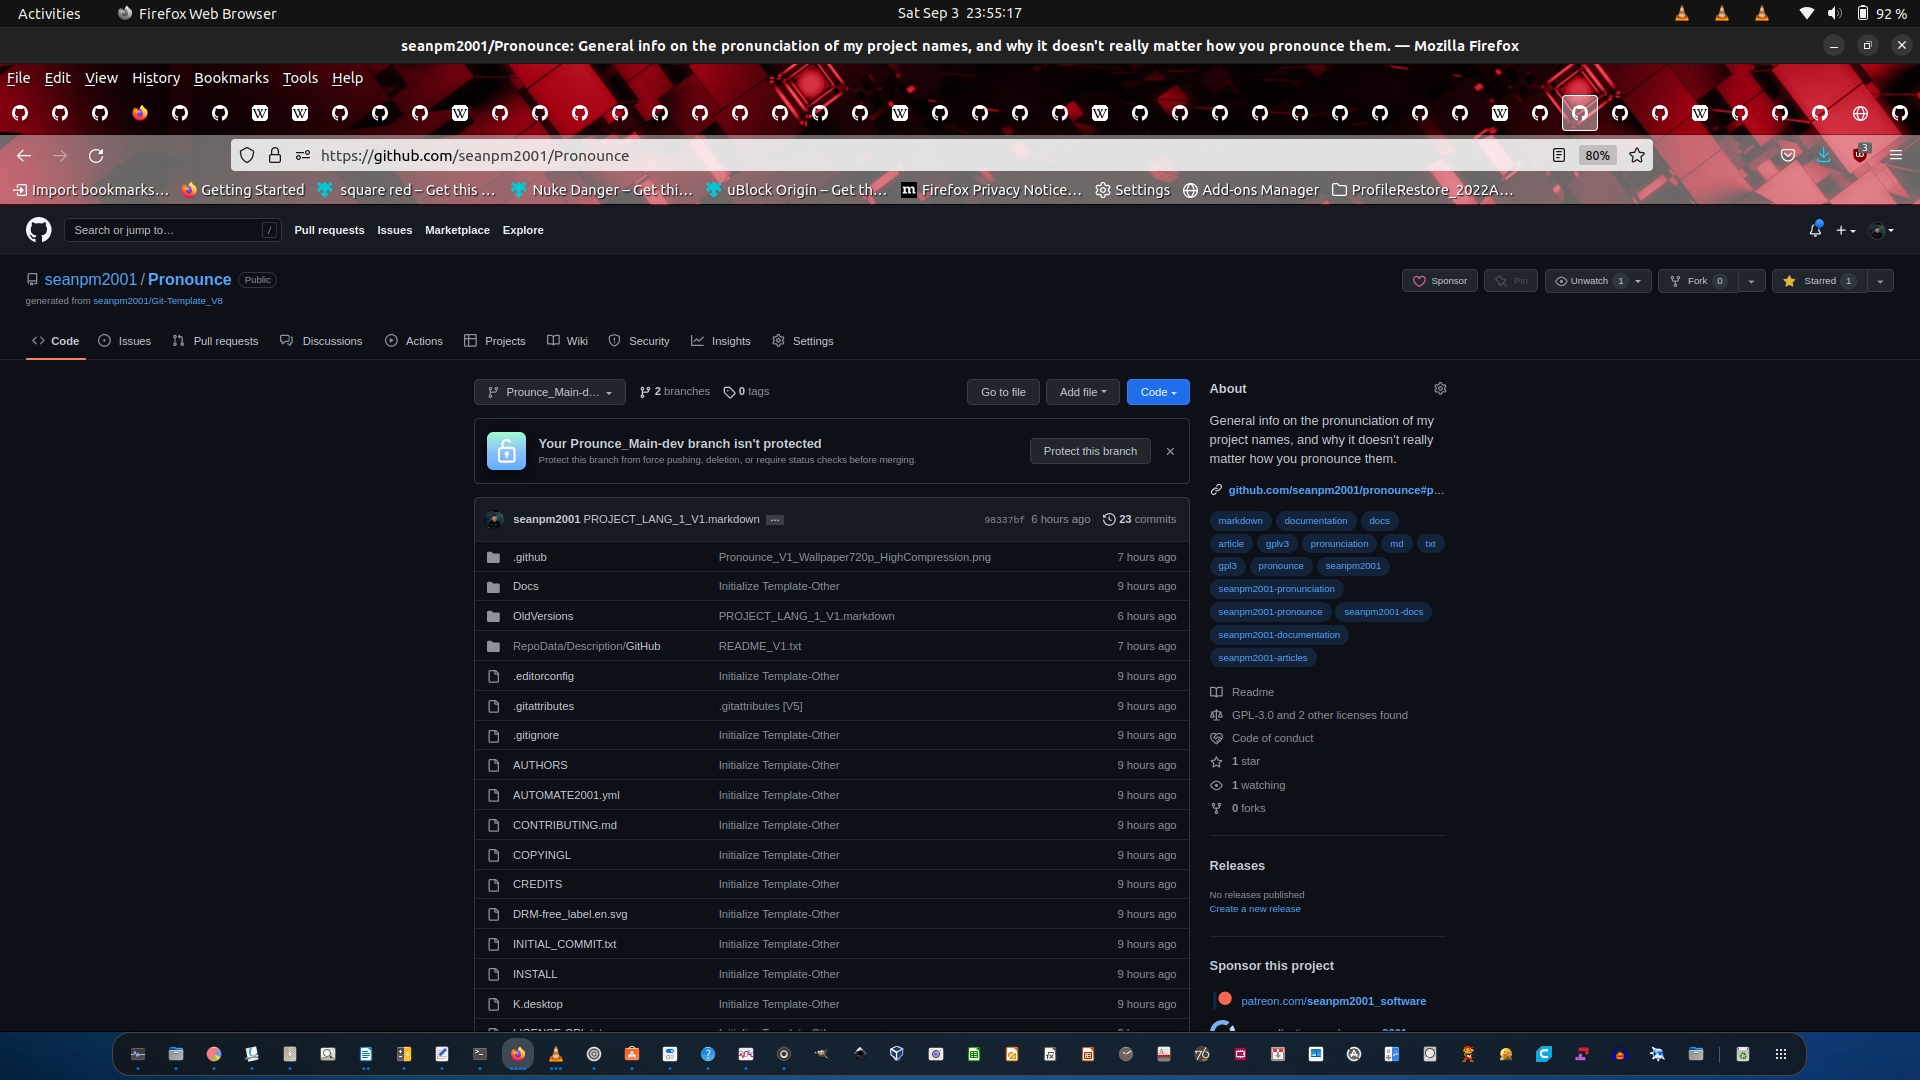 Activities Firefox Web Browser Sat Sep 3 23:55:17 92 %
seanpm2001/Pronounce: General info on the pronunciation of my project names, and why it doesn't really matter how you pronounce them. — Mozilla Firefox
File Edit View History Bookmarks Tools Help
https://github.com/seanpm2001/Pronounce 80% 3
Import bookmarks… Getting Started square red – Get this … Nuke Danger – Get thi… uBlock Origin – Get th… Firefox Privacy Notice… Settings Add-ons Manager ProfileRestore_2022A…
Search or jump to… / Pull requests Issues Marketplace Explore
seanpm2001 / Pronounce Public Sponsor Pin Unwatch 1 Fork 0 Starred 1
generated from seanpm2001/Git-Template_V8
Code Issues Pull requests Discussions Actions Projects Wiki Security Insights Settings
Prounce_Main-d… 2 branches 0 tags Go to file Add file Code
Your Prounce_Main-dev branch isn't protected
Protect this branch from force pushing, deletion, or require status checks before merging.
Protect this branch
seanpm2001 PROJECT_LANG_1_V1.markdown … 98337bf 6 hours ago 23 commits
.github Pronounce_V1_Wallpaper720p_HighCompression.png 7 hours ago
Docs Initialize Template-Other 9 hours ago
OldVersions PROJECT_LANG_1_V1.markdown 6 hours ago
RepoData/Description/GitHub README_V1.txt 7 hours ago
.editorconfig Initialize Template-Other 9 hours ago
.gitattributes .gitattributes [V5] 9 hours ago
.gitignore Initialize Template-Other 9 hours ago
AUTHORS Initialize Template-Other 9 hours ago
AUTOMATE2001.yml Initialize Template-Other 9 hours ago
CONTRIBUTING.md Initialize Template-Other 9 hours ago
COPYINGL Initialize Template-Other 9 hours ago
CREDITS Initialize Template-Other 9 hours ago
DRM-free_label.en.svg Initialize Template-Other 9 hours ago
INITIAL_COMMIT.txt Initialize Template-Other 9 hours ago
INSTALL Initialize Template-Other 9 hours ago
K.desktop Initialize Template-Other 9 hours ago
About
General info on the pronunciation of my
project names, and why it doesn't really
matter how you pronounce them.
github.com/seanpm2001/pronounce#p…
markdown documentation docs
article gplv3 pronunciation md txt
gpl3 pronounce seanpm2001
seanpm2001-pronunciation
seanpm2001-pronounce seanpm2001-docs
seanpm2001-documentation
seanpm2001-articles
Readme
GPL-3.0 and 2 other licenses found
Code of conduct
1 star
1 watching
0 forks
Releases
No releases published
Create a new release
Sponsor this project
patreon.com/seanpm2001_software